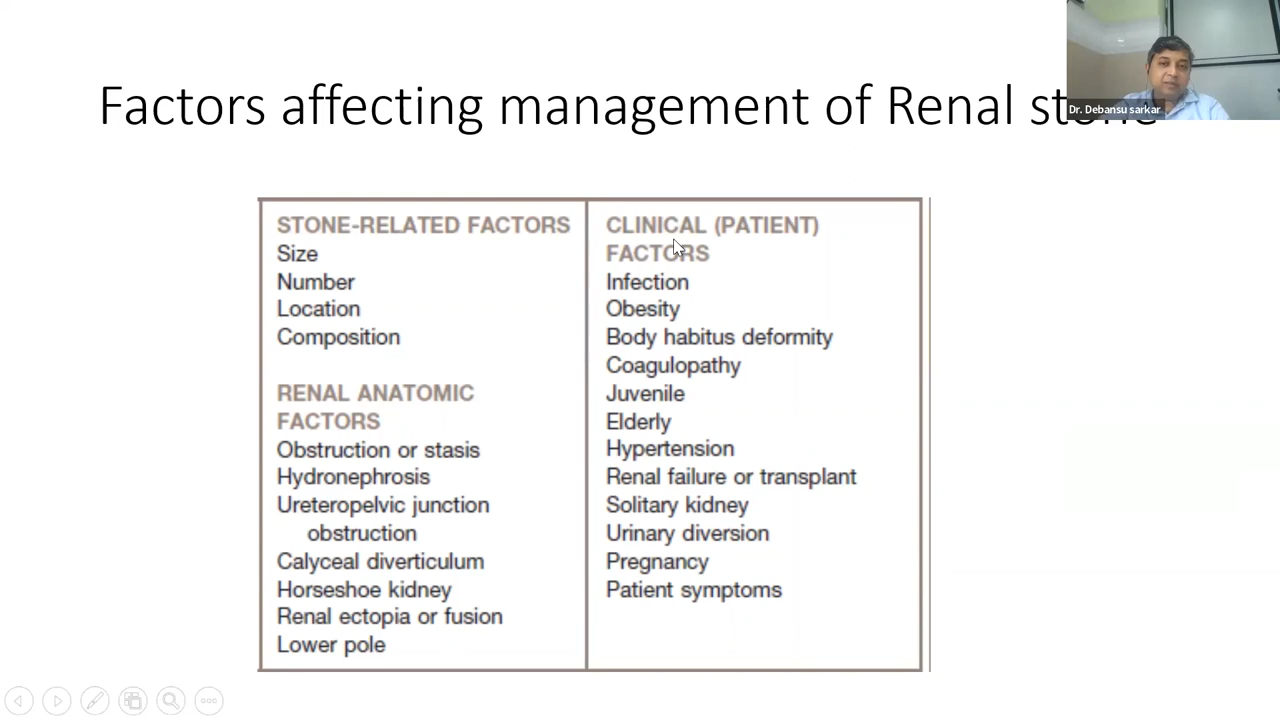 Factors affecting management of Renal stone
Dr. Debansu sarkar
STONE-RELATED FACTORS
Size
Number
Location
Composition
RENAL ANATOMIC
FACTORS
Obstruction or stasis
Hydronephrosis
Ureteropelvic junction
obstruction
Calyceal diverticulum
Horseshoe kidney
Renal ectopia or fusion
Lower pole
CLINICAL (PATIENT)
FACTORS
Infection
Obesity
Body habitus deformity
Coagulopathy
Juvenile
Elderly
Hypertension
Renal failure or transplant
Solitary kidney
Urinary diversion
Pregnancy
Patient symptoms